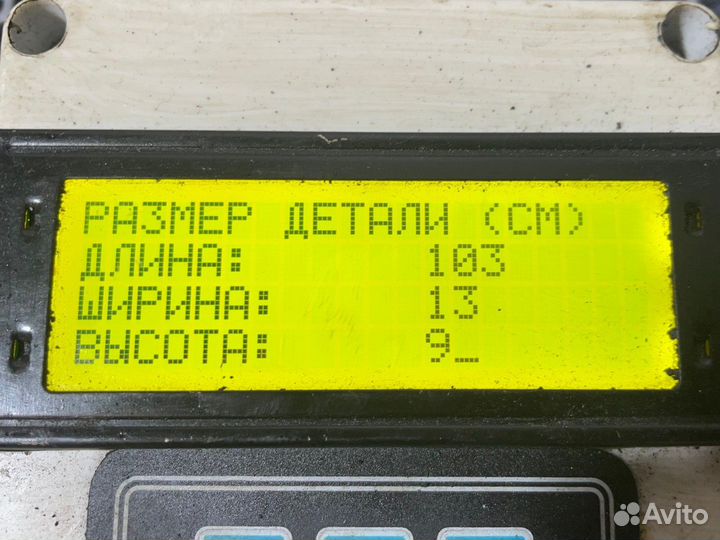 РАЗМЕР ДЕТАЛИ (СМ)
ДЛИНА: 103
ШИРИНА: 13
ВЫСОТА: 9_
Avito